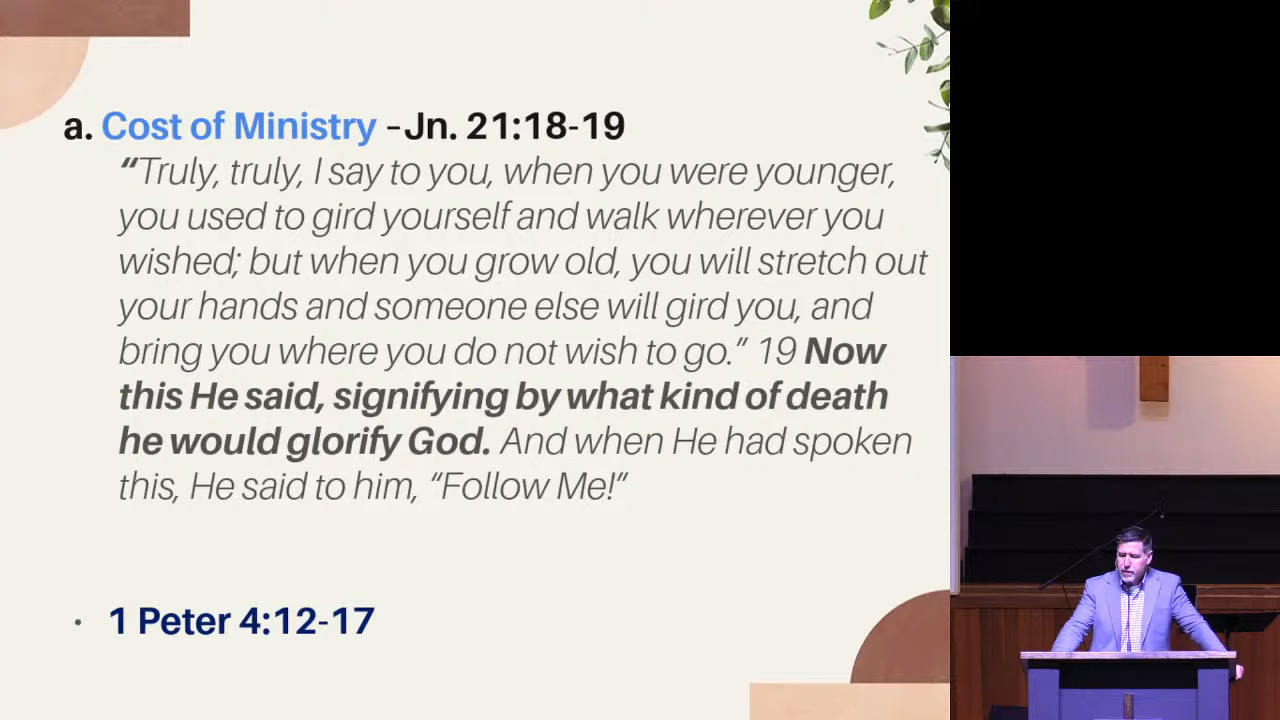 a. Cost of Ministry –Jn. 21:18-19
“Truly, truly, I say to you, when you were younger,
you used to gird yourself and walk wherever you
wished; but when you grow old, you will stretch out
your hands and someone else will gird you, and
bring you where you do not wish to go.” 19 Now
this He said, signifying by what kind of death
he would glorify God. And when He had spoken
this, He said to him, “Follow Me!”
• 1 Peter 4:12-17